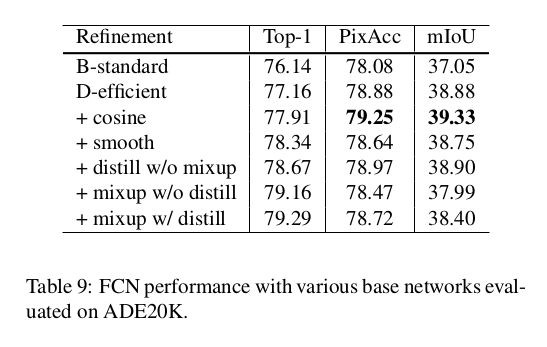 Refinement Top-1 PixAcc mIoU
B-standard 76.14 78.08 37.05
D-efficient 77.16 78.88 38.88
+ cosine 77.91 79.25 39.33
+ smooth 78.34 78.64 38.75
+ distill w/o mixup 78.67 78.97 38.90
+ mixup w/o distill 79.16 78.47 37.99
+ mixup w/ distill 79.29 78.72 38.40
Table 9: FCN performance with various base networks eval-
uated on ADE20K.